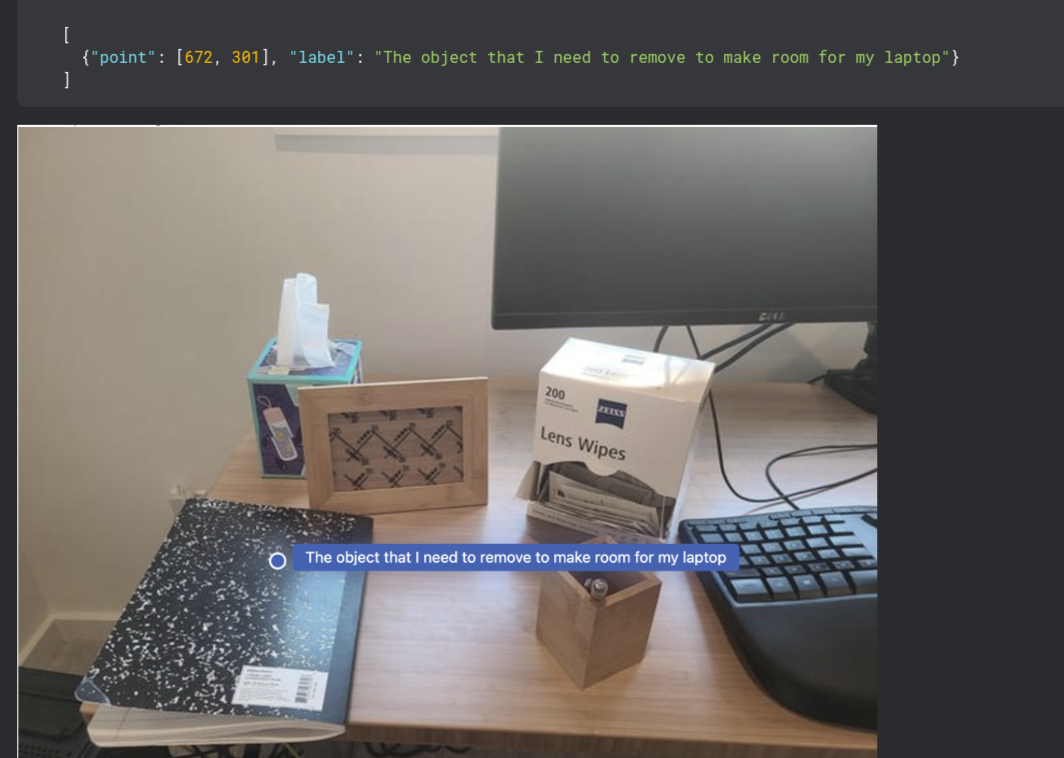 [
{"point": [672, 301], "label": "The object that I need to remove to make room for my laptop"}
]
DELL
ZEISS
200
ZEISS
Lens Wipes
The object that I need to remove to make room for my laptop